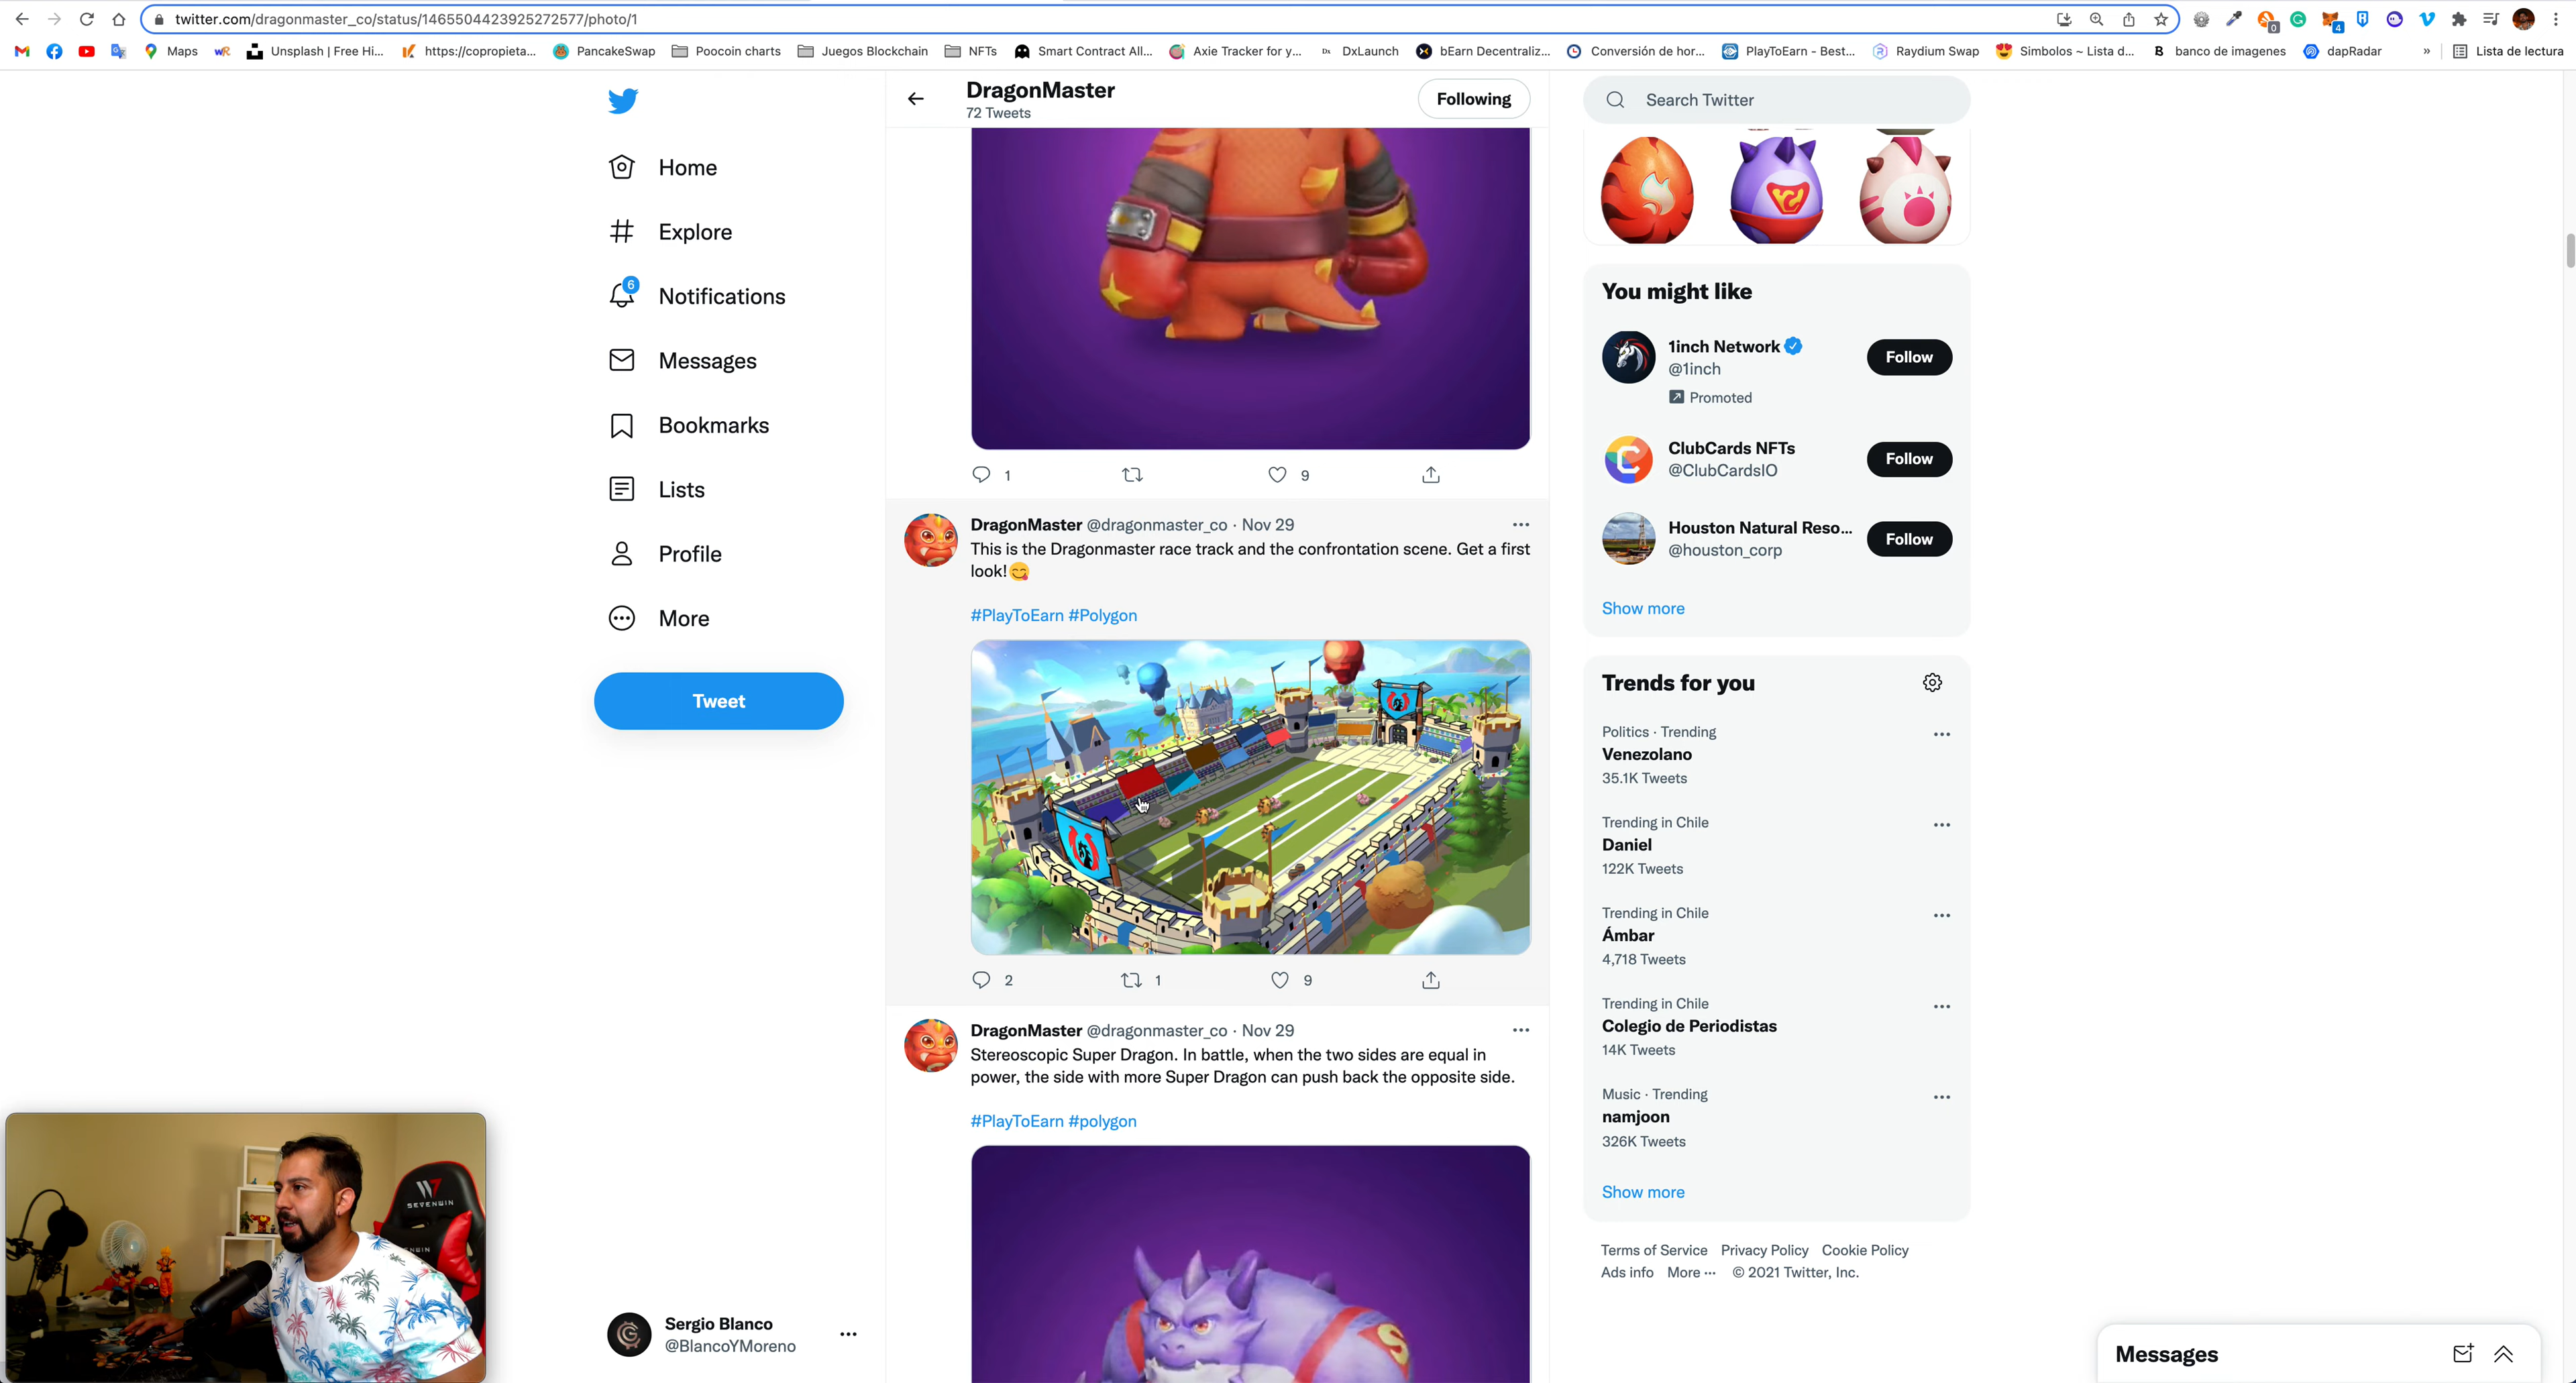 twitter.com/dragonmaster_co/status/1465504423925272577/photo/1
0
4
Maps
Unsplash | Free Hi...
https://copropieta...
PancakeSwap
Poocoin charts
Juegos Blockchain
NFTs
Smart Contract All...
Axie Tracker for y...
DxLaunch
bEarn Decentraliz...
Conversión de hor...
PlayToEarn - Best...
Raydium Swap
Simbolos ~ Lista d...
banco de imagenes
dapRadar
»
Lista de lectura
Home
Explore
6
Notifications
Messages
Bookmarks
Lists
Profile
More
Tweet
Sergio Blanco
@BlancoYMoreno
DragonMaster
72 Tweets
Following
1
9
DragonMaster @dragonmaster_co · Nov 29
This is the Dragonmaster race track and the confrontation scene. Get a first
look!😋
#PlayToEarn #Polygon
2
1
9
DragonMaster @dragonmaster_co · Nov 29
Stereoscopic Super Dragon. In battle, when the two sides are equal in
power, the side with more Super Dragon can push back the opposite side.
#PlayToEarn #polygon
S
Search Twitter
You might like
1inch Network
@1inch
Promoted
Follow
ClubCards NFTs
@ClubCardsIO
Follow
Houston Natural Reso...
@houston_corp
Follow
Show more
Trends for you
Politics · Trending
Venezolano
35.1K Tweets
Trending in Chile
Daniel
122K Tweets
Trending in Chile
Ámbar
4,718 Tweets
Trending in Chile
Colegio de Periodistas
14K Tweets
Music · Trending
namjoon
326K Tweets
Show more
Terms of Service Privacy Policy Cookie Policy
Ads info More ··· © 2021 Twitter, Inc.
Messages
SEVENWIN